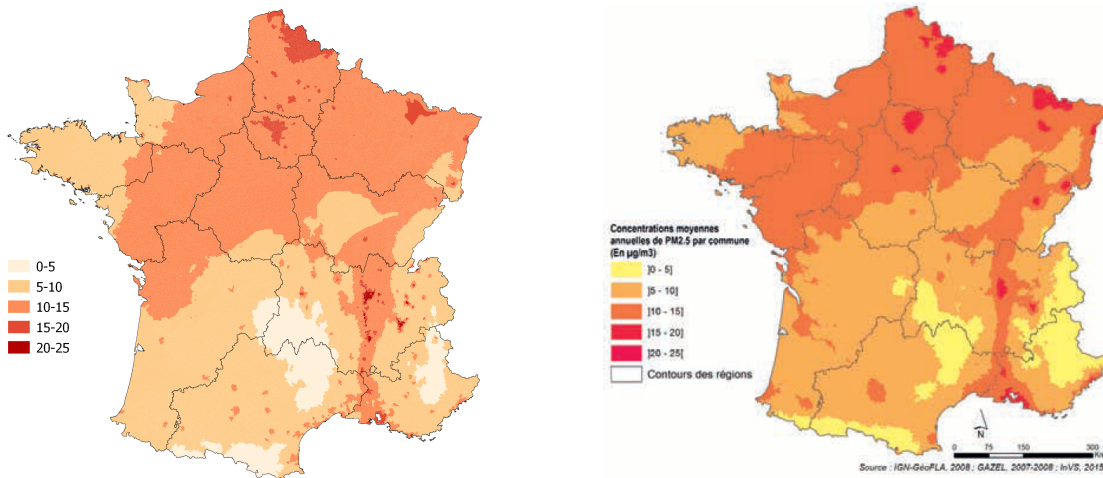 0-5
5-10
10-15
15-20
20-25
Concentrations moyennes
annuelles de PM2.5 par commune
(En µg/m3)
]0 - 5]
]5 - 10]
]10 - 15]
]15 - 20]
]20 - 25[
Contours des régions
N
0 75 150 300
Km
Source : IGN-GéoFLA, 2008 ; GAZEL, 2007-2008 ; InVS, 2015